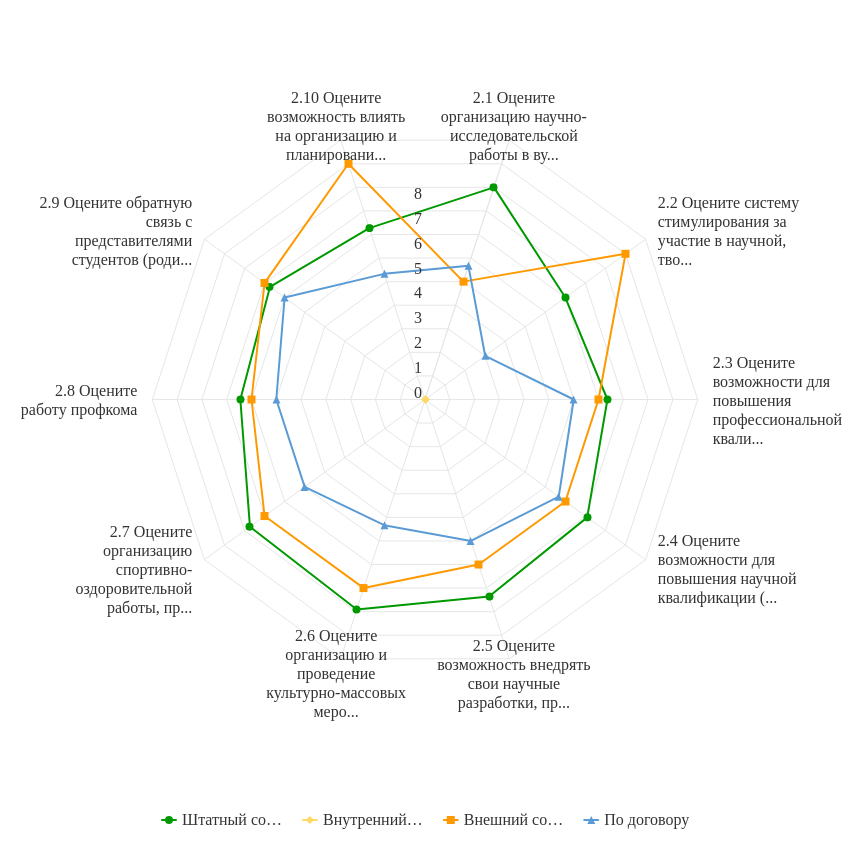 2.10 Оцените
возможность влиять
на организацию и
планировани...
2.1 Оцените
организацию научно-
исследовательской
работы в ву...
2.9 Оцените обратную
связь с
представителями
студентов (роди...
2.2 Оцените систему
стимулирования за
участие в научной,
тво...
8
7
6
5
4
3
2
1
0
2.8 Оцените
работу профкома
2.3 Оцените
возможности для
повышения
профессиональной
квали...
2.7 Оцените
организацию
спортивно-
оздоровительной
работы, пр...
2.4 Оцените
возможности для
повышения научной
квалификации (...
2.6 Оцените
организацию и
проведение
культурно-массовых
меро...
2.5 Оцените
возможность внедрять
свои научные
разработки, пр...
Штатный со… Внутренний… Внешний со… По договору